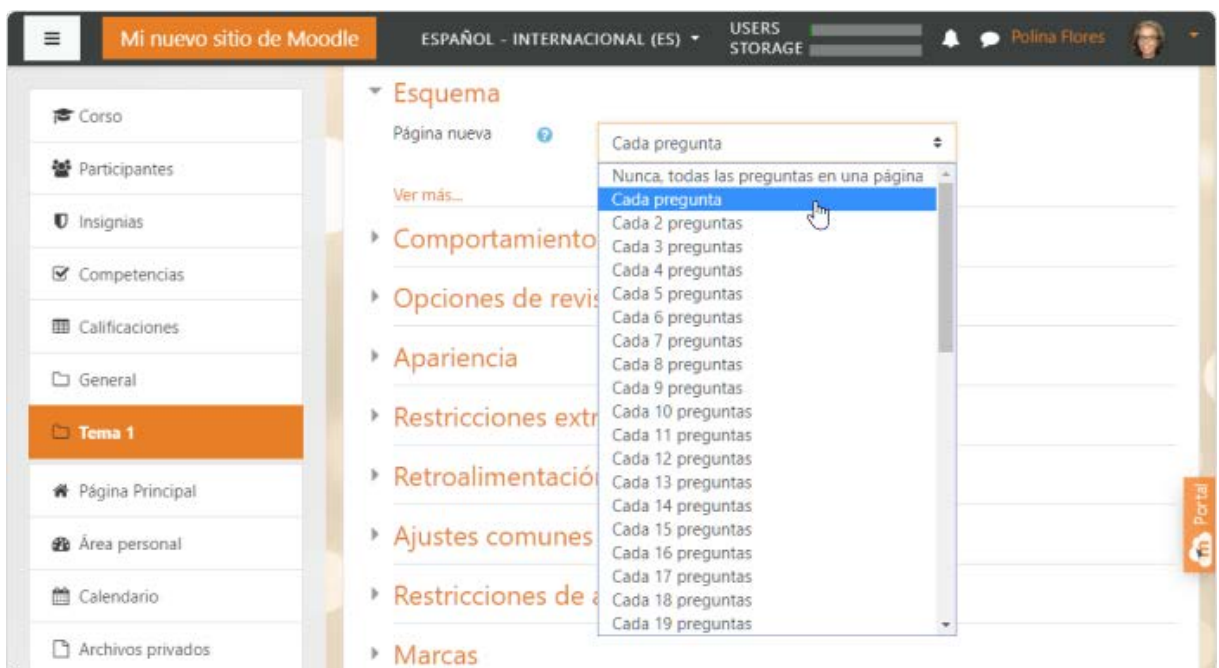 Mi nuevo sitio de Moodle
ESPAÑOL - INTERNACIONAL (ES)
USERS
STORAGE
Polina Flores
Corso
Participantes
Insignias
Competencias
Calificaciones
General
Tema 1
Página Principal
Área personal
Calendario
Archivos privados
Esquema
Página nueva
Cada pregunta
Ver más...
Nunca, todas las preguntas en una página
Cada pregunta
Cada 2 preguntas
Cada 3 preguntas
Cada 4 preguntas
Cada 5 preguntas
Cada 6 preguntas
Cada 7 preguntas
Cada 8 preguntas
Cada 9 preguntas
Cada 10 preguntas
Cada 11 preguntas
Cada 12 preguntas
Cada 13 preguntas
Cada 14 preguntas
Cada 15 preguntas
Cada 16 preguntas
Cada 17 preguntas
Cada 18 preguntas
Cada 19 preguntas
Comportamiento
Opciones de revis
Apariencia
Restricciones extr
Retroalimentació
Ajustes comunes
Restricciones de a
Marcas
m Portal